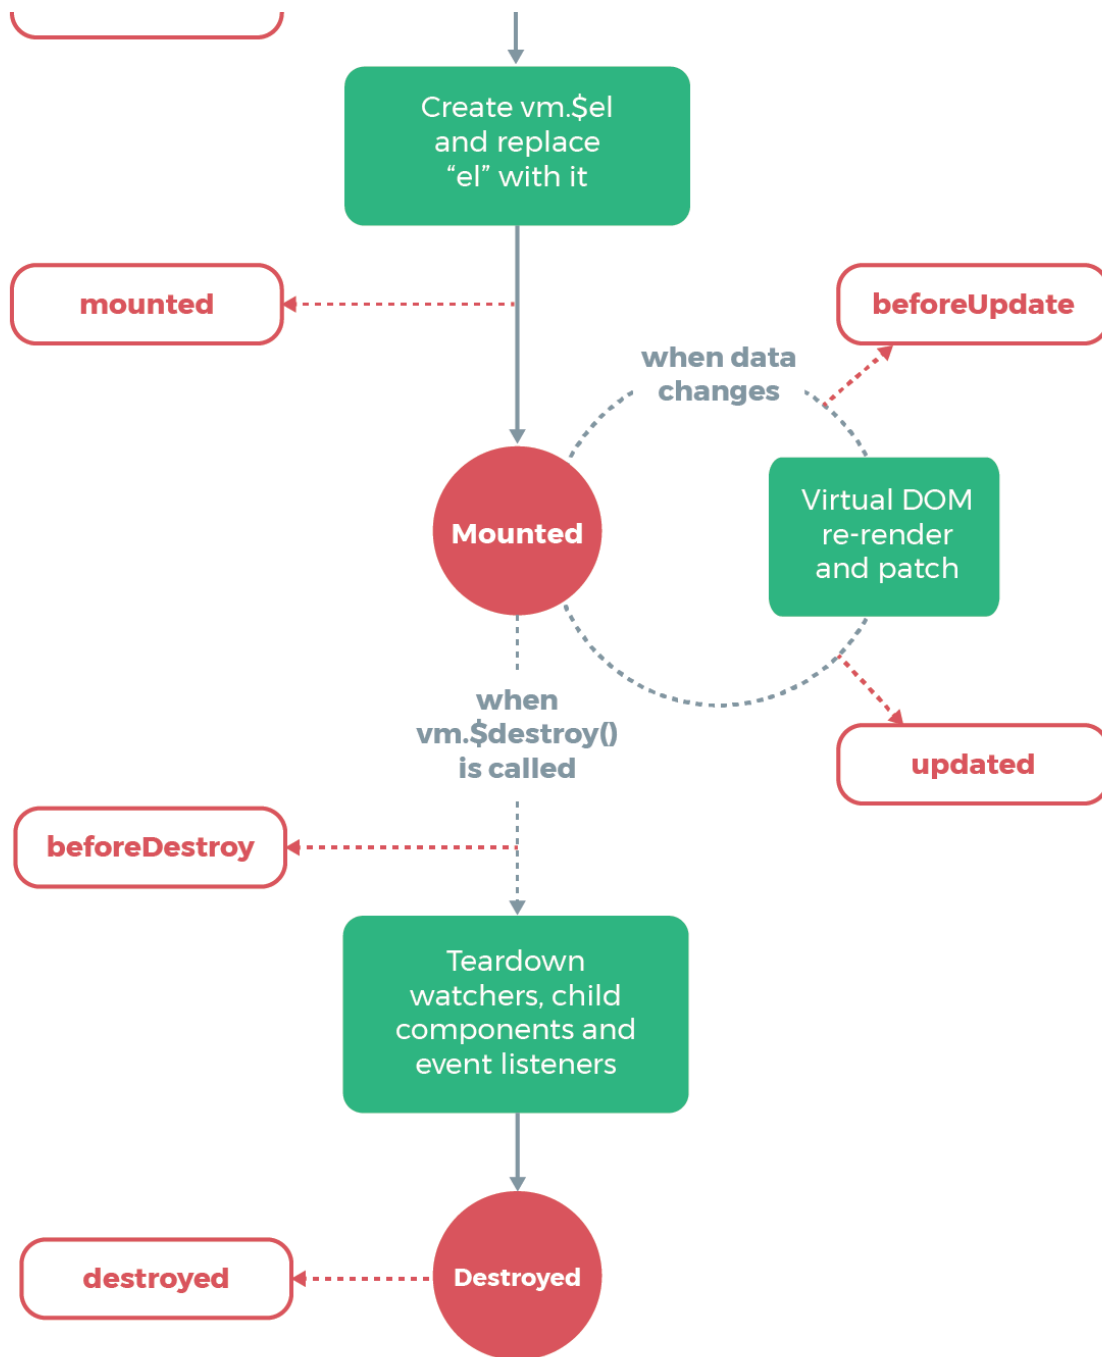 Create vm.$el
and replace
“el” with it
mounted
beforeUpdate
when data
changes
Virtual DOM
re-render
and patch
Mounted
when
vm.$destroy()
is called
updated
beforeDestroy
Teardown
watchers, child
components and
event listeners
destroyed
Destroyed